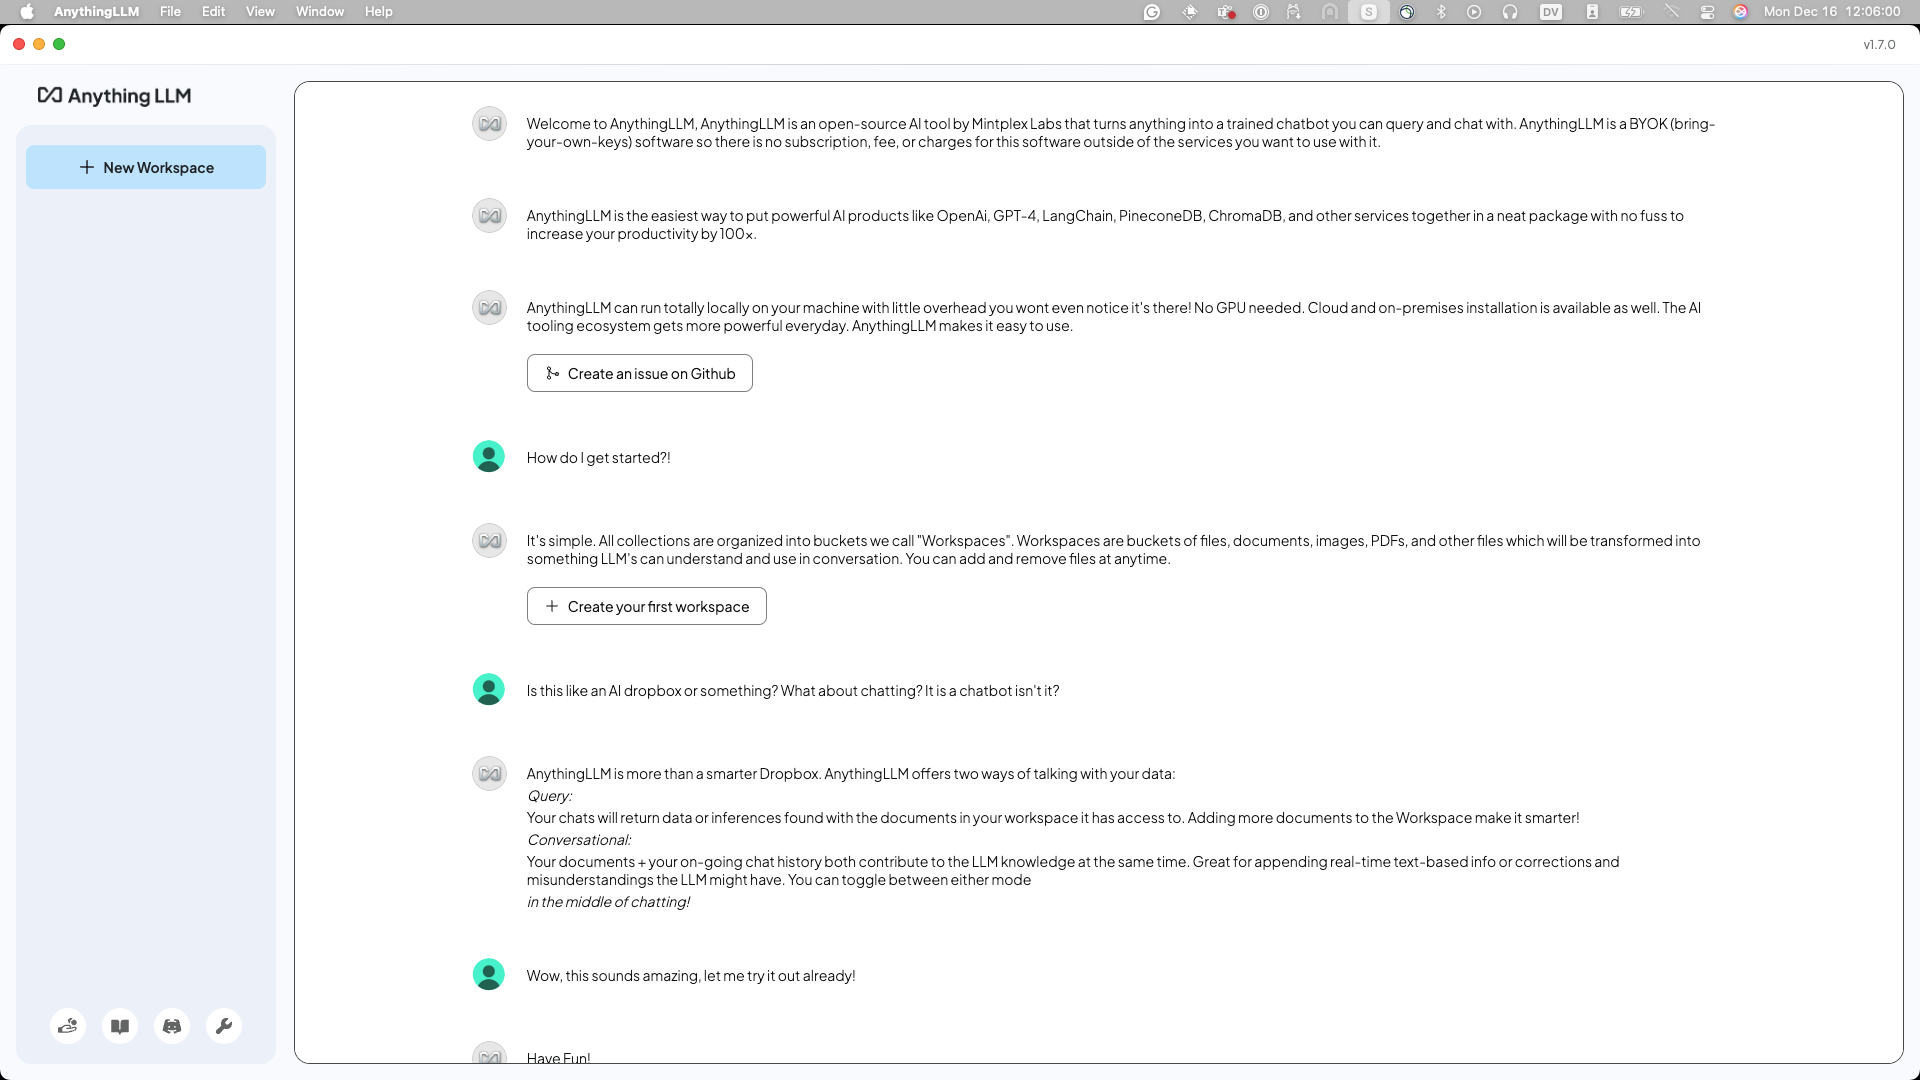 AnythingLLM File Edit View Window Help DV Mon Dec 16 12:06:00
v1.7.0
Anything LLM
New Workspace
Welcome to AnythingLLM, AnythingLLM is an open-source AI tool by Mintplex Labs that turns anything into a trained chatbot you can query and chat with. AnythingLLM is a BYOK (bring-
your-own-keys) software so there is no subscription, fee, or charges for this software outside of the services you want to use with it.
AnythingLLM is the easiest way to put powerful AI products like OpenAi, GPT-4, LangChain, PineconeDB, ChromaDB, and other services together in a neat package with no fuss to
increase your productivity by 100x.
AnythingLLM can run totally locally on your machine with little overhead you wont even notice it's there! No GPU needed. Cloud and on-premises installation is available as well. The AI
tooling ecosystem gets more powerful everyday. AnythingLLM makes it easy to use.
Create an issue on Github
How do I get started?!
It's simple. All collections are organized into buckets we call "Workspaces". Workspaces are buckets of files, documents, images, PDFs, and other files which will be transformed into
something LLM's can understand and use in conversation. You can add and remove files at anytime.
Create your first workspace
Is this like an AI dropbox or something? What about chatting? It is a chatbot isn't it?
AnythingLLM is more than a smarter Dropbox. AnythingLLM offers two ways of talking with your data:
Query:
Your chats will return data or inferences found with the documents in your workspace it has access to. Adding more documents to the Workspace make it smarter!
Conversational:
Your documents + your on-going chat history both contribute to the LLM knowledge at the same time. Great for appending real-time text-based info or corrections and
misunderstandings the LLM might have. You can toggle between either mode
in the middle of chatting!
Wow, this sounds amazing, let me try it out already!
Have Fun!